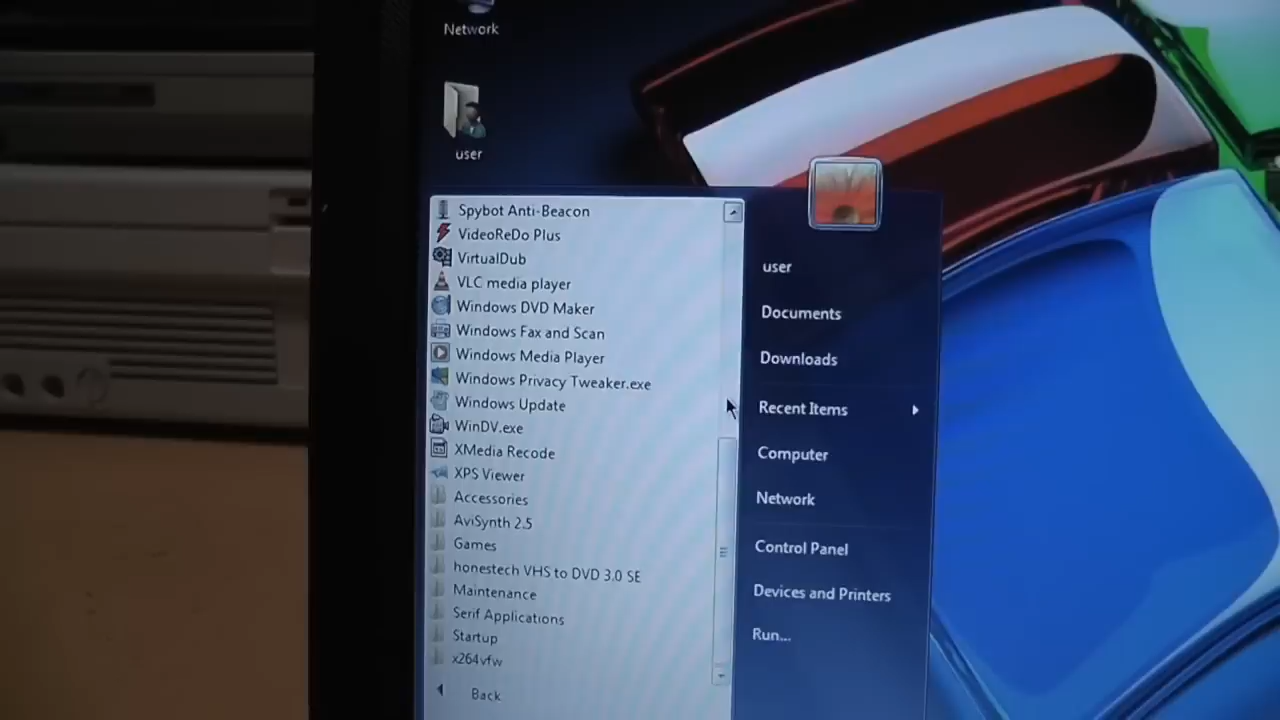 Network
user
Spybot Anti-Beacon
VideoReDo Plus
VirtualDub
VLC media player
Windows DVD Maker
Windows Fax and Scan
Windows Media Player
Windows Privacy Tweaker.exe
Windows Update
WinDV.exe
XMedia Recode
XPS Viewer
Accessories
AviSynth 2.5
Games
honestech VHS to DVD 3.0 SE
Maintenance
Serif Applications
Startup
x264vfw
Back
user
Documents
Downloads
Recent Items
Computer
Network
Control Panel
Devices and Printers
Run...